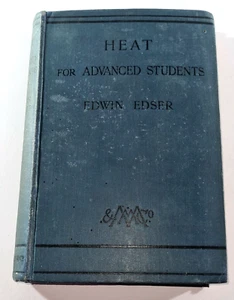 HEAT
FOR ADVANCED STUDENTS
EDWIN EDSER